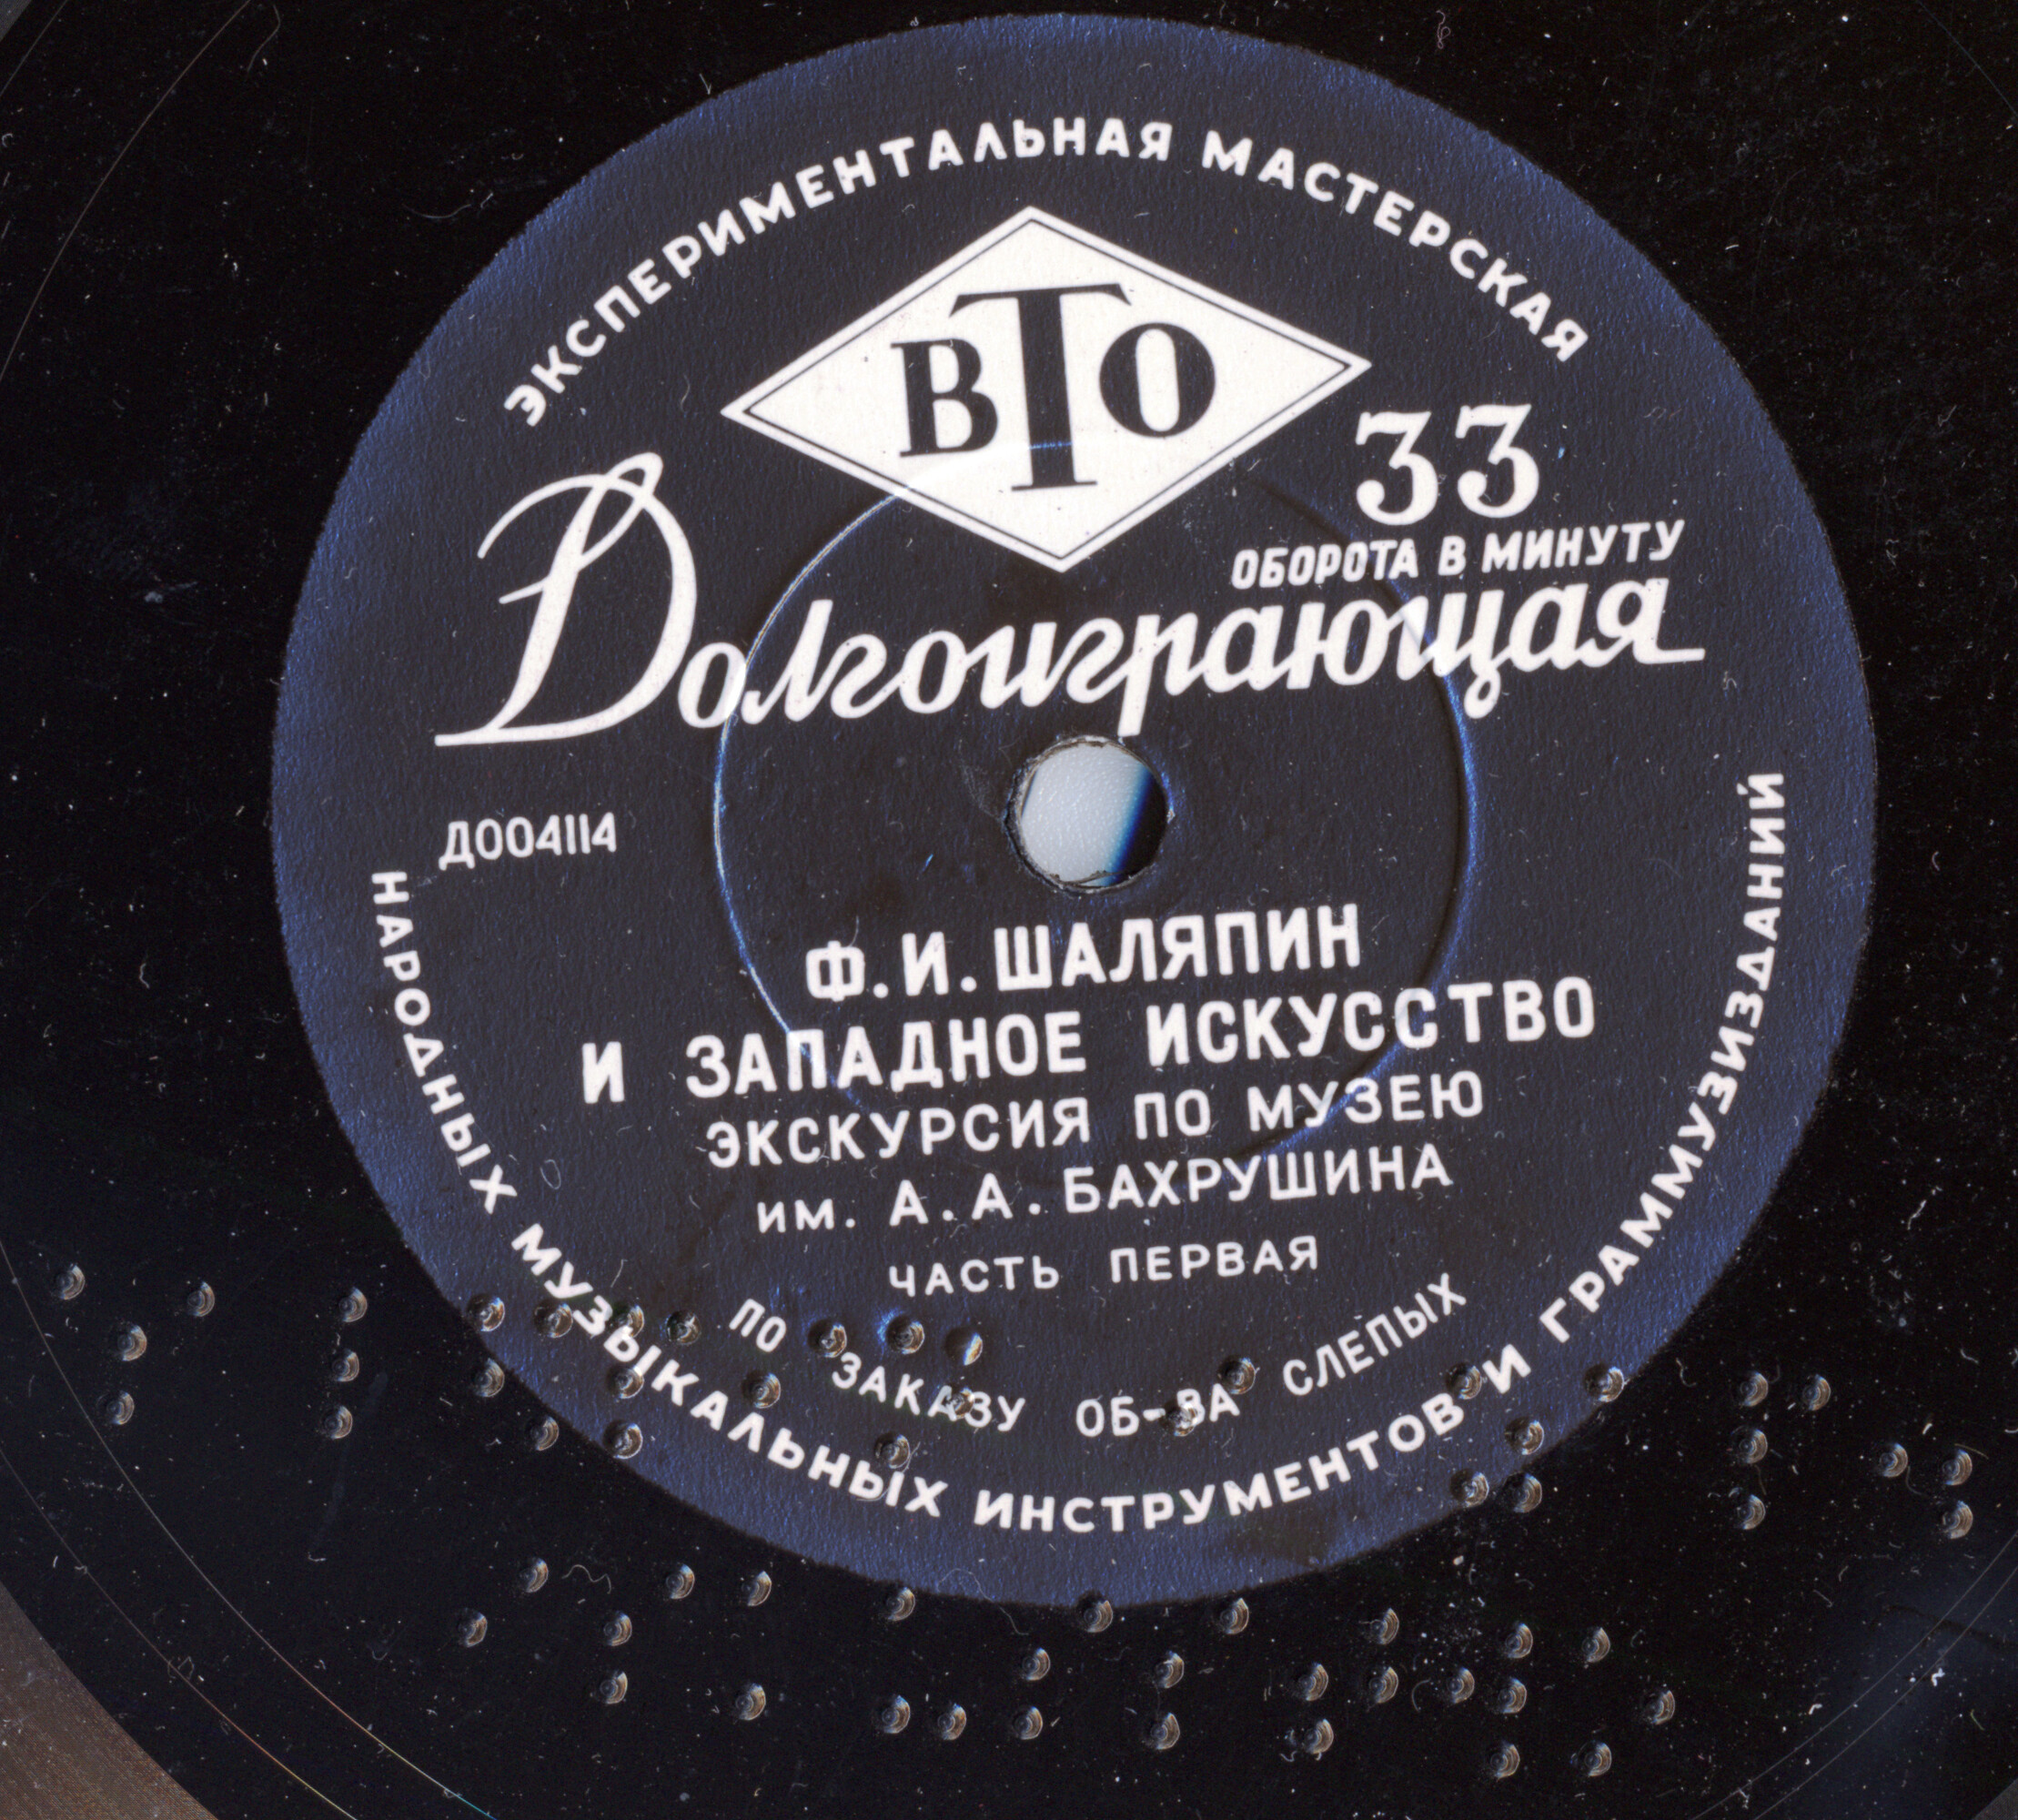 ЭКСПЕРИМЕНТАЛЬНАЯ МАСТЕРСКАЯ
ВТО
33
ОБОРОТА В МИНУТУ
Долгоиграющая
Д004114
Ф.И.ШАЛЯПИН
И ЗАПАДНОЕ ИСКУССТВО
ЭКСКУРСИЯ ПО МУЗЕЮ
им. А.А.БАХРУШИНА
ЧАСТЬ ПЕРВАЯ
ПО ЗАКАЗУ ОБ-ВА СЛЕПЫХ
НАРОДНЫХ МУЗЫКАЛЬНЫХ ИНСТРУМЕНТОВ И ГРАММУЗИЗДАНИЙ